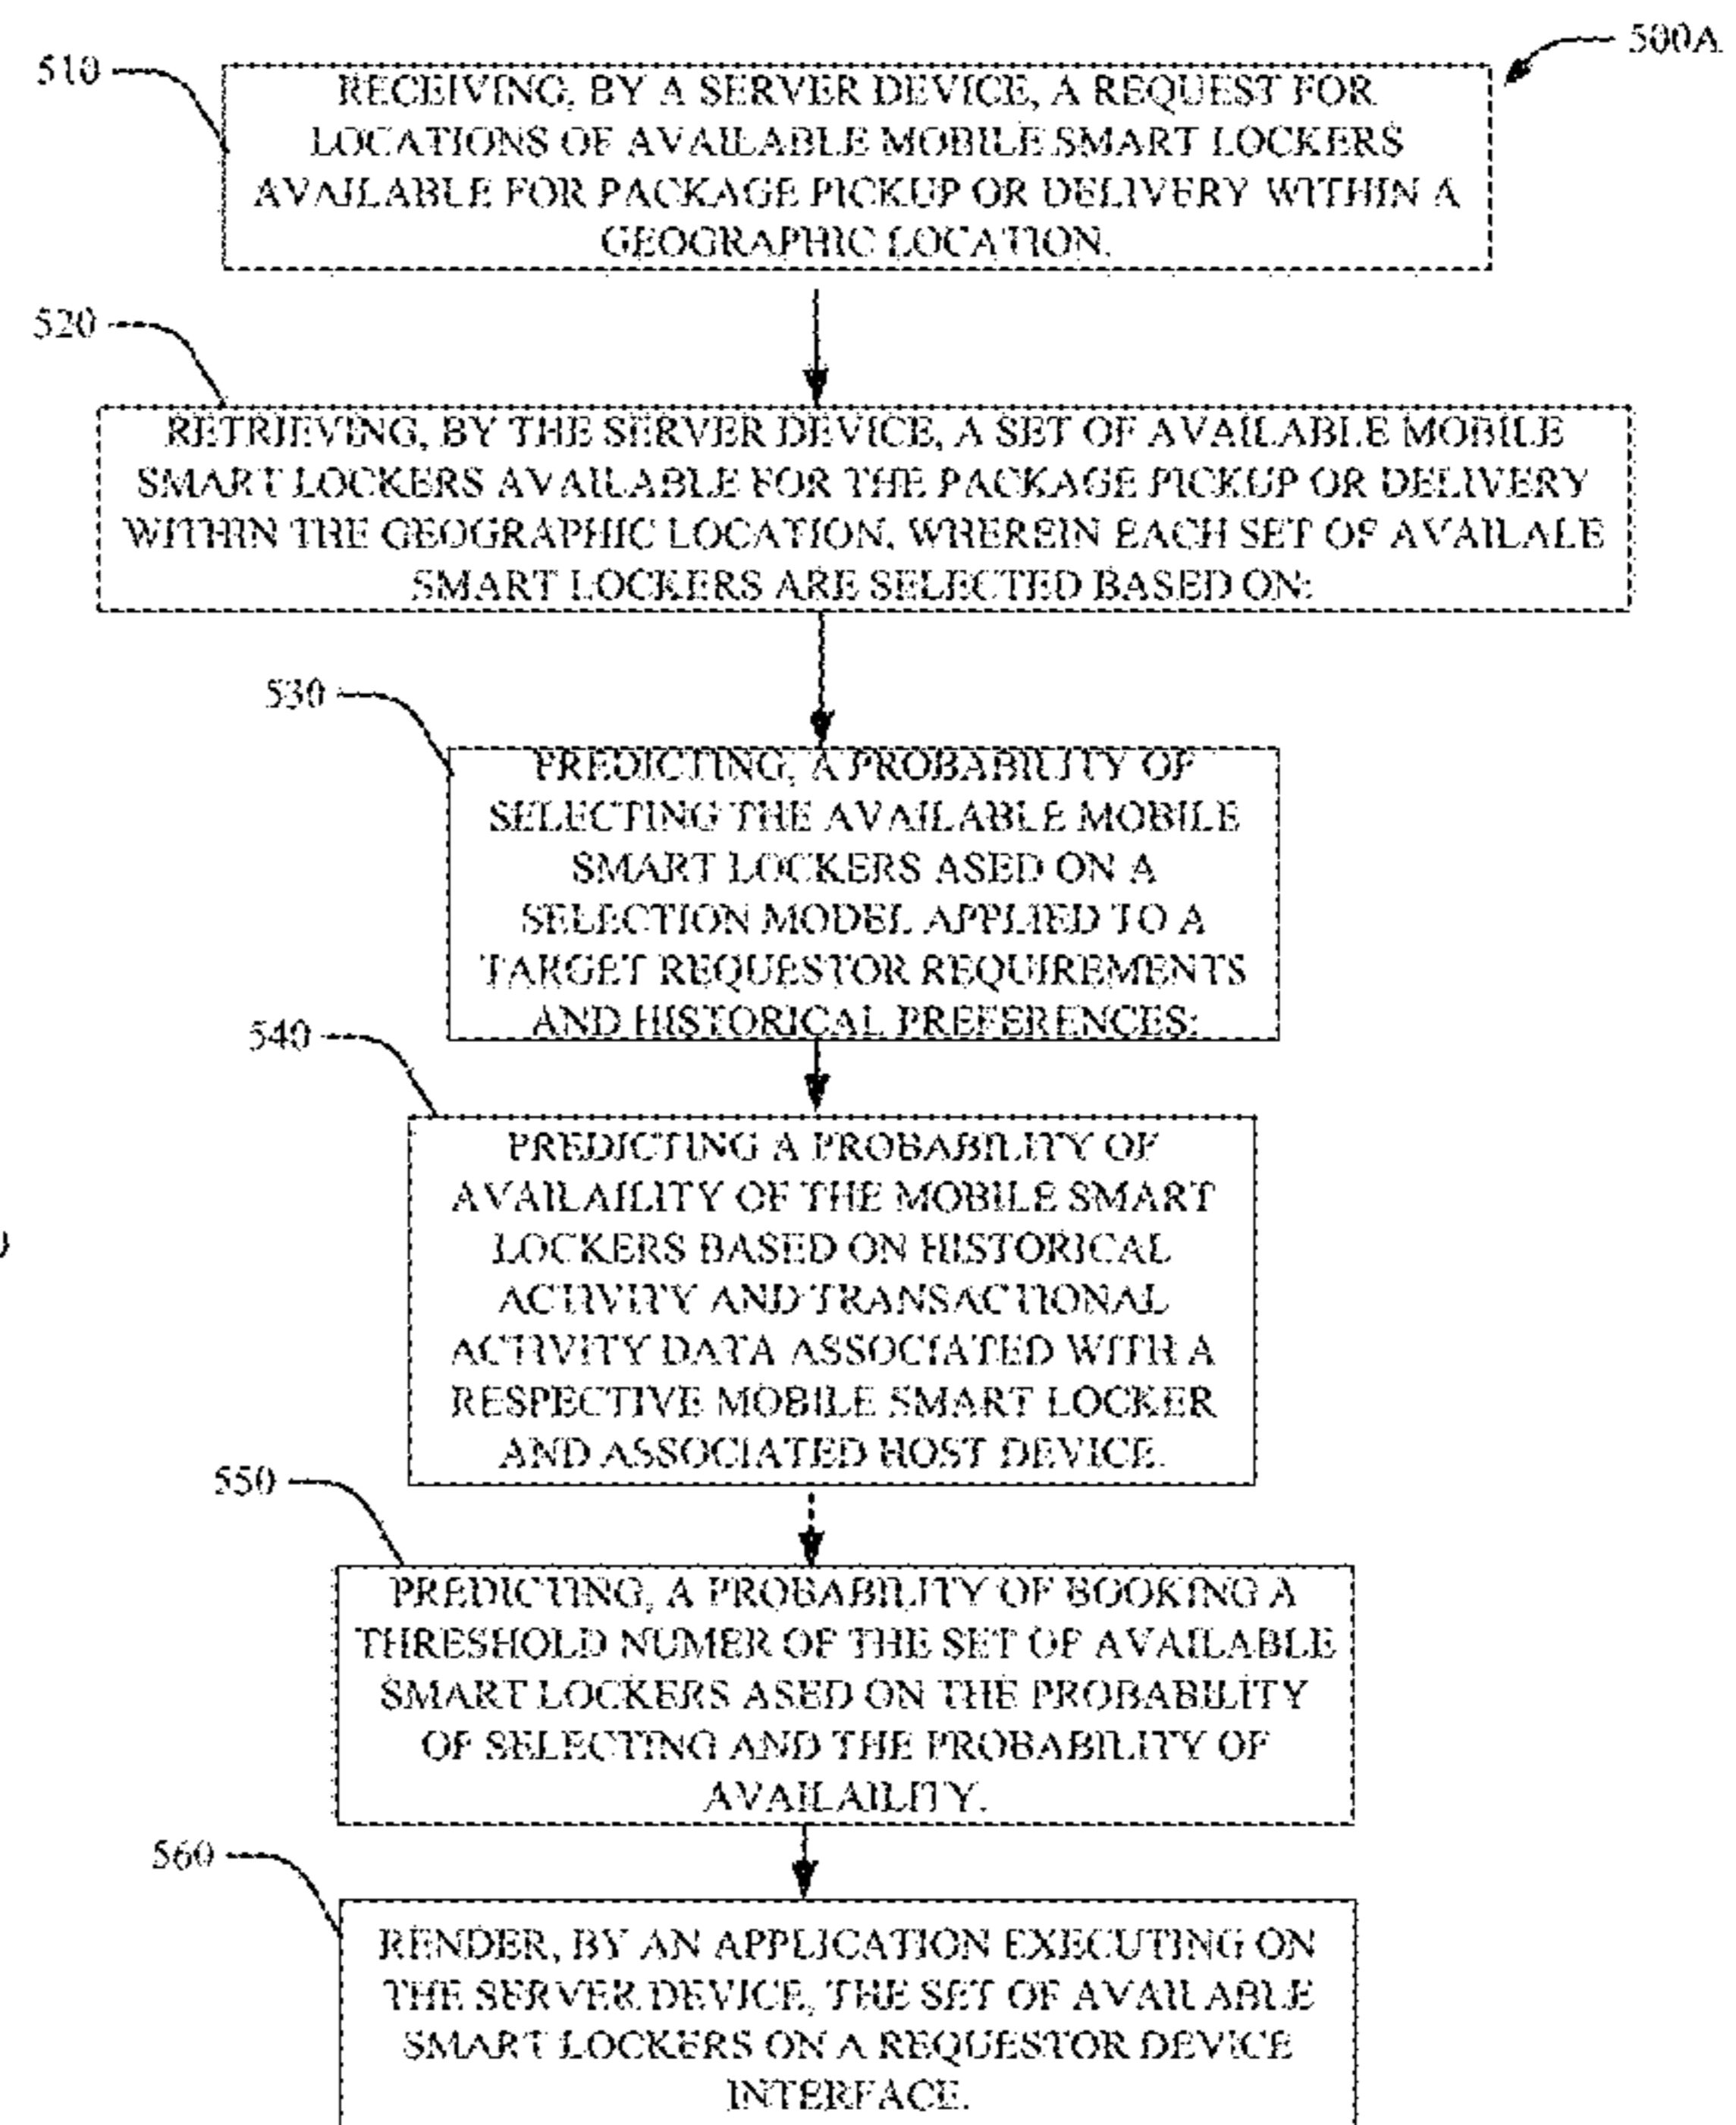 500A
510
RECEIVING, BY A SERVER DEVICE, A REQUEST FOR
LOCATIONS OF AVAILABLE MOBILE SMART LOCKERS
AVAILABLE FOR PACKAGE PICKUP OR DELIVERY WITHIN A
GEOGRAPHIC LOCATION.
520
RETRIEVING, BY THE SERVER DEVICE, A SET OF AVAILABLE MOBILE
SMART LOCKERS AVAILABLE FOR THE PACKAGE PICKUP OR DELIVERY
WITHIN THE GEOGRAPHIC LOCATION, WHEREIN EACH SET OF AVAILALE
SMART LOCKERS ARE SELECTED BASED ON:
530
PREDICTING, A PROBABILITY OF
SELECTING THE AVAILABLE MOBILE
SMART LOCKERS ASED ON A
SELECTION MODEL APPLIED TO A
TARGET REQUESTOR REQUIREMENTS
AND HISTORICAL PREFERENCES;
540
PREDICTING A PROBABILITY OF
AVAILAILITY OF THE MOBILE SMART
LOCKERS BASED ON HISTORICAL
ACTIVITY AND TRANSACTIONAL
ACTIVITY DATA ASSOCIATED WITH A
RESPECTIVE MOBILE SMART LOCKER
AND ASSOCIATED HOST DEVICE.
550
PREDICTING, A PROBABILITY OF BOOKING A
THRESHOLD NUMER OF THE SET OF AVAILABLE
SMART LOCKERS ASED ON THE PROBABILITY
OF SELECTING AND THE PROBABILITY OF
AVAILAILITY.
560
RENDER, BY AN APPLICATION EXECUTING ON
THE SERVER DEVICE, THE SET OF AVAILABLE
SMART LOCKERS ON A REQUESTOR DEVICE
INTERFACE.